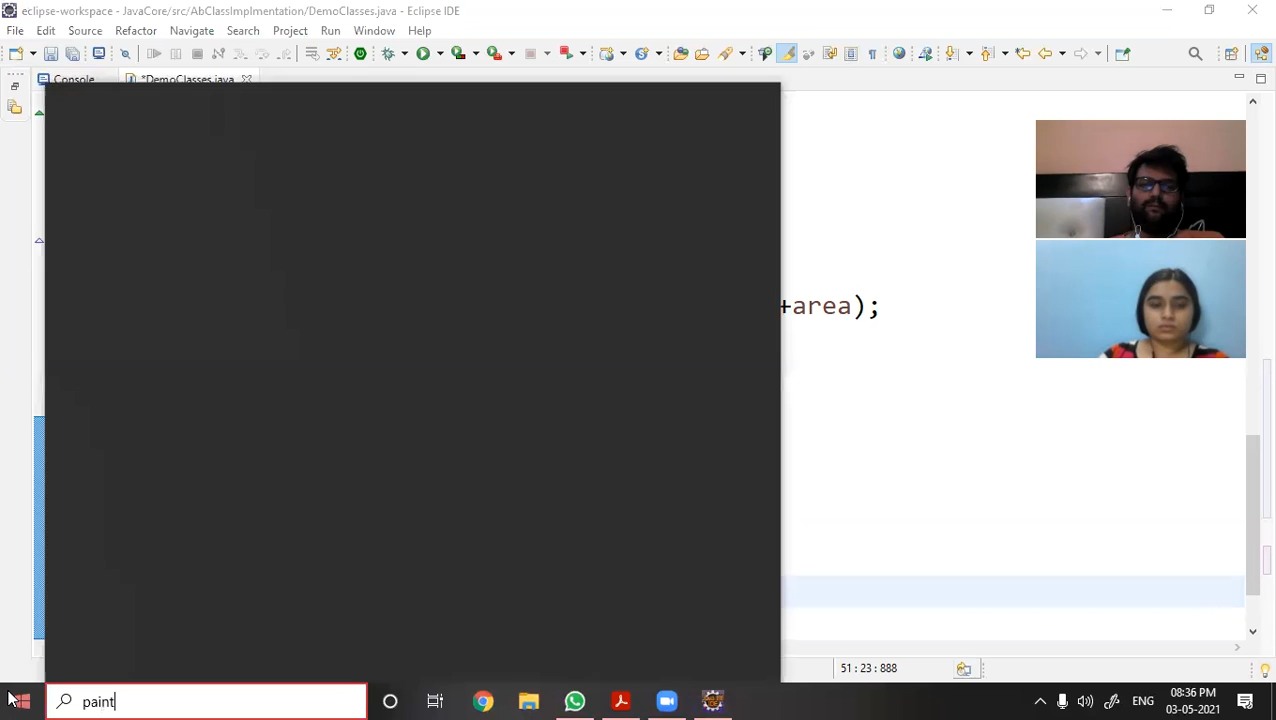 eclipse-workspace - JavaCore/src/AbClassImplmentation/DemoClasses.java - Eclipse IDE
File Edit Source Refactor Navigate Search Project Run Window Help
Console *DemoClasses.java
+area);
51 : 23 : 888
paint
ENG
08:36 PM
03-05-2021